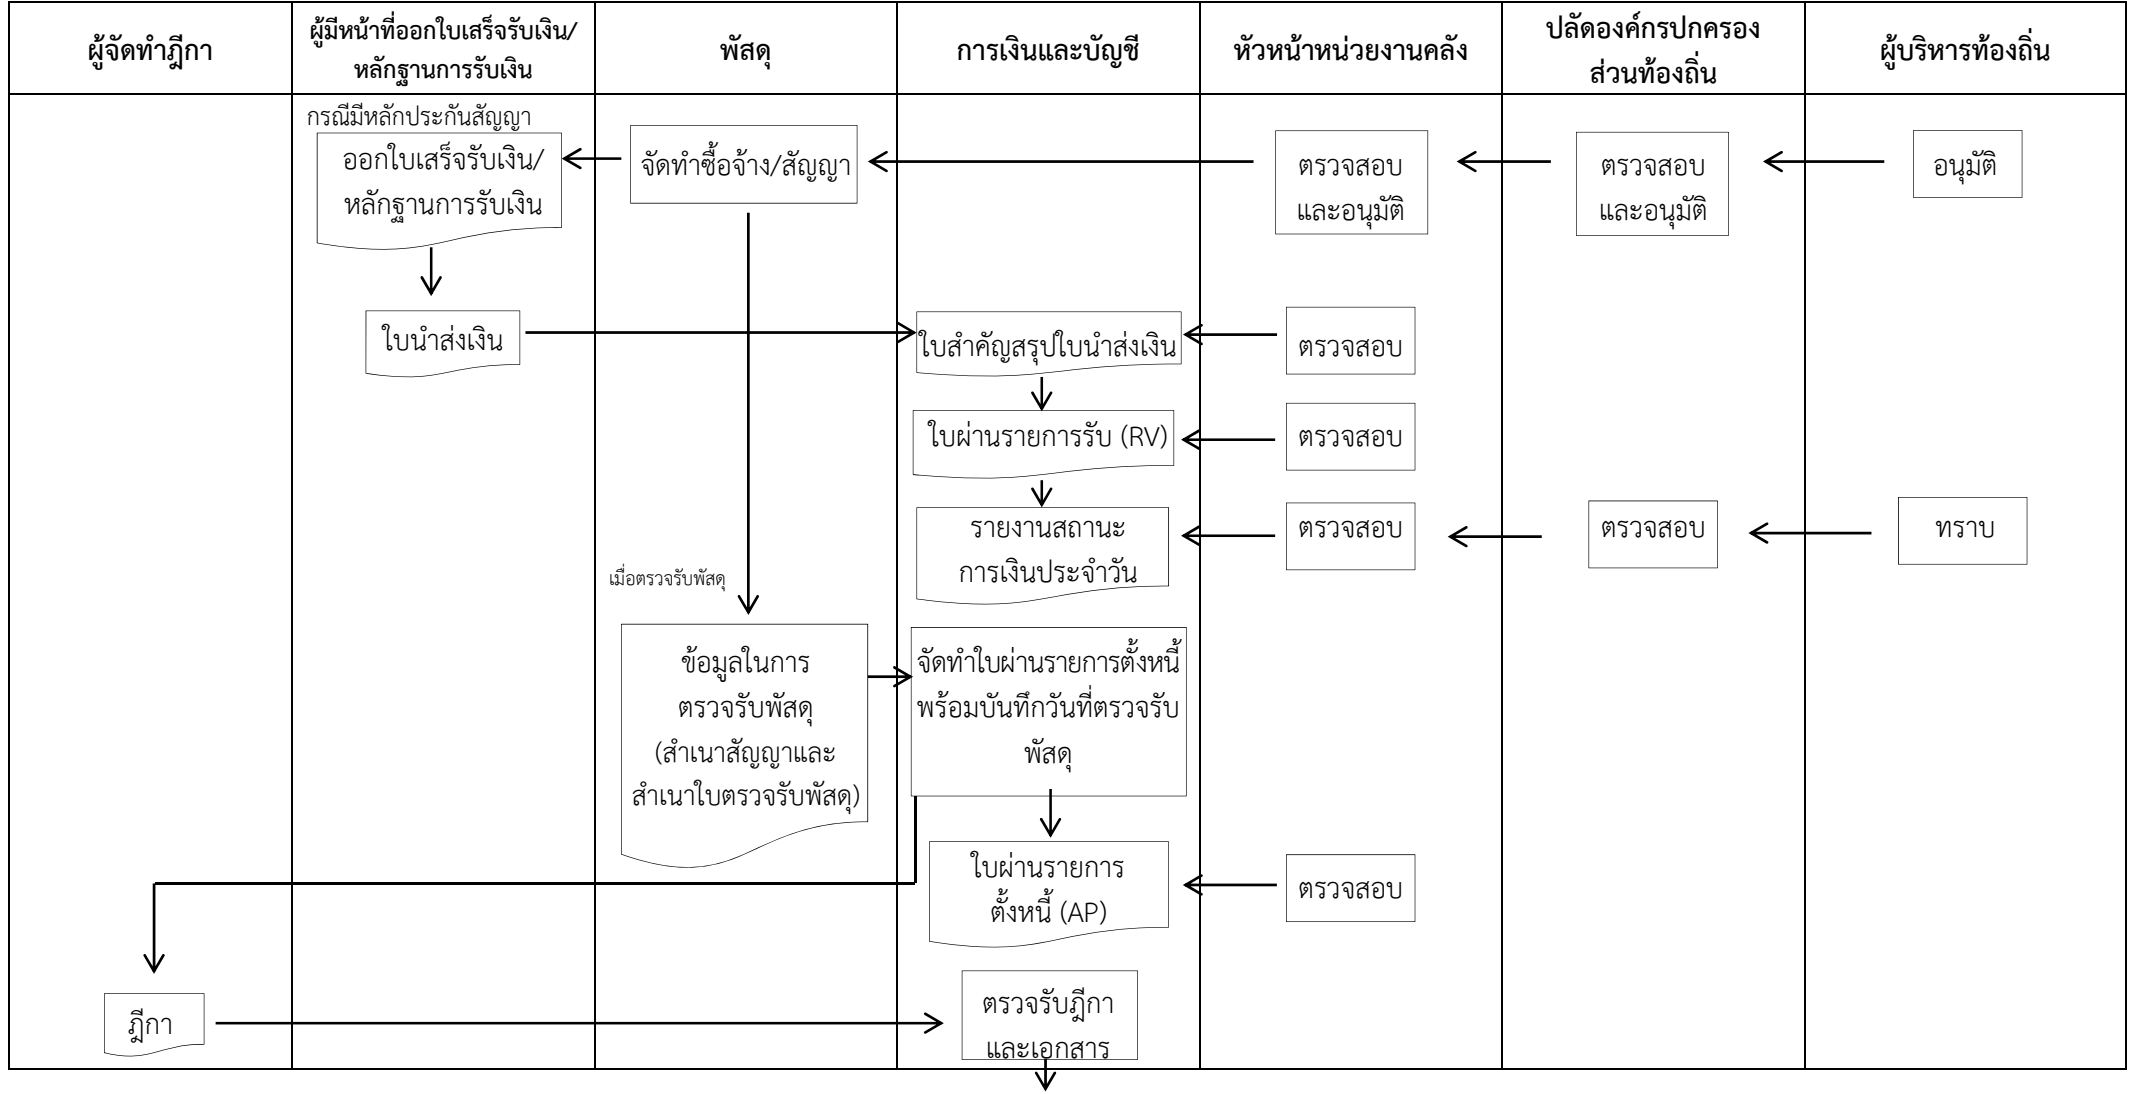 ผู้จัดทำฎีกา
ผู้มีหน้าที่ออกใบเสร็จรับเงิน/
หลักฐานการรับเงิน
พัสดุ
การเงินและบัญชี
หัวหน้าหน่วยงานคลัง
ปลัดองค์กรปกครอง
ส่วนท้องถิ่น
ผู้บริหารท้องถิ่น
กรณีมีหลักประกันสัญญา
ออกใบเสร็จรับเงิน/
หลักฐานการรับเงิน
จัดทำซื้อจ้าง/สัญญา
ตรวจสอบ
และอนุมัติ
ตรวจสอบ
และอนุมัติ
อนุมัติ
ใบนำส่งเงิน
ใบสำคัญสรุปใบนำส่งเงิน
ตรวจสอบ
ใบผ่านรายการรับ (RV)
ตรวจสอบ
รายงานสถานะ
การเงินประจำวัน
ตรวจสอบ
ตรวจสอบ
ทราบ
เมื่อตรวจรับพัสดุ
ข้อมูลในการ
ตรวจรับพัสดุ
(สำเนาสัญญาและ
สำเนาใบตรวจรับพัสดุ)
จัดทำใบผ่านรายการตั้งหนี้
พร้อมบันทึกวันที่ตรวจรับ
พัสดุ
ใบผ่านรายการ
ตั้งหนี้ (AP)
ตรวจสอบ
ฎีกา
ตรวจรับฎีกา
และเอกสาร